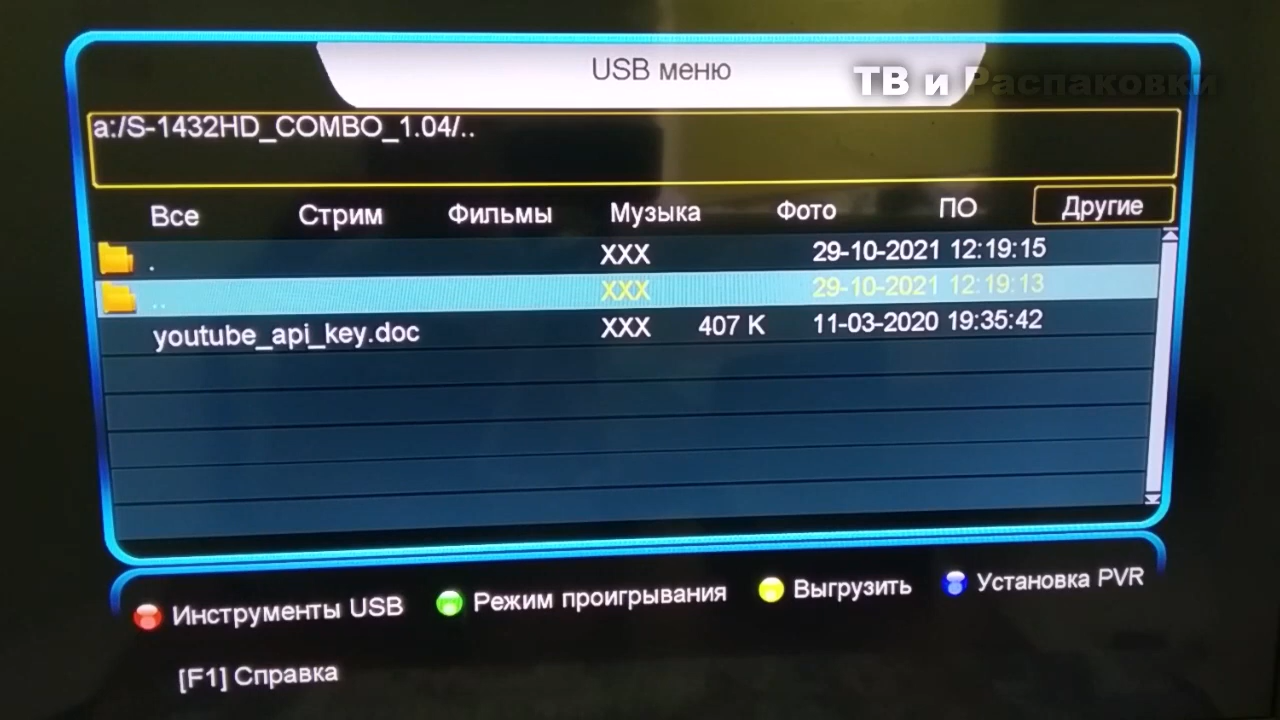 USB меню
ТВ и Распаковки
a:/S-1432HD_COMBO_1.04/..
Все Стрим Фильмы Музыка Фото ПО Другие
. XXX 29-10-2021 12:19:15
.. XXX 29-10-2021 12:19:13
youtube_api_key.doc XXX 407 K 11-03-2020 19:35:42
Инструменты USB Режим проигрывания Выгрузить Установка PVR
[F1] Справка